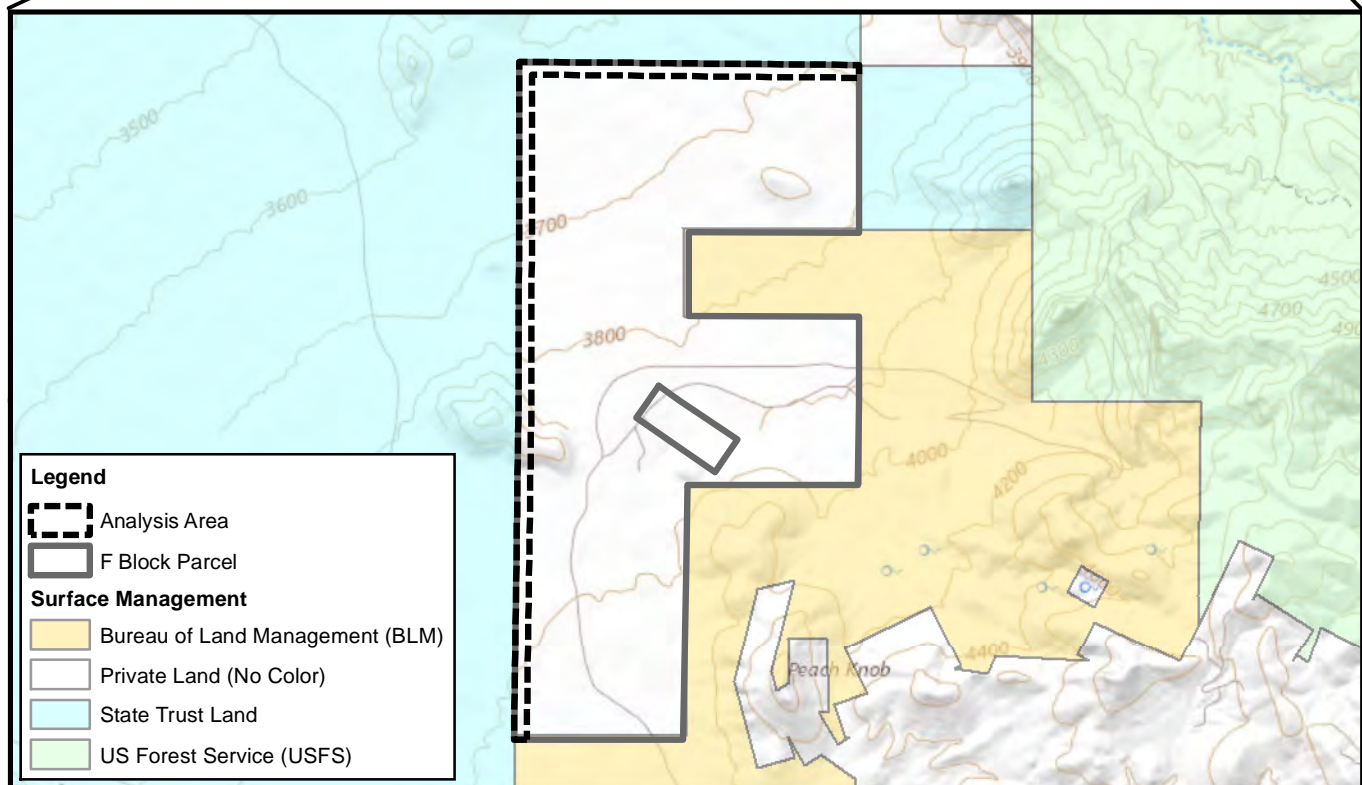 3500
3600
3700
3800
3900
4500
4700
4300
4000
4200
4400
Peach Knob
Legend
Analysis Area
F Block Parcel
Surface Management
Bureau of Land Management (BLM)
Private Land (No Color)
State Trust Land
US Forest Service (USFS)